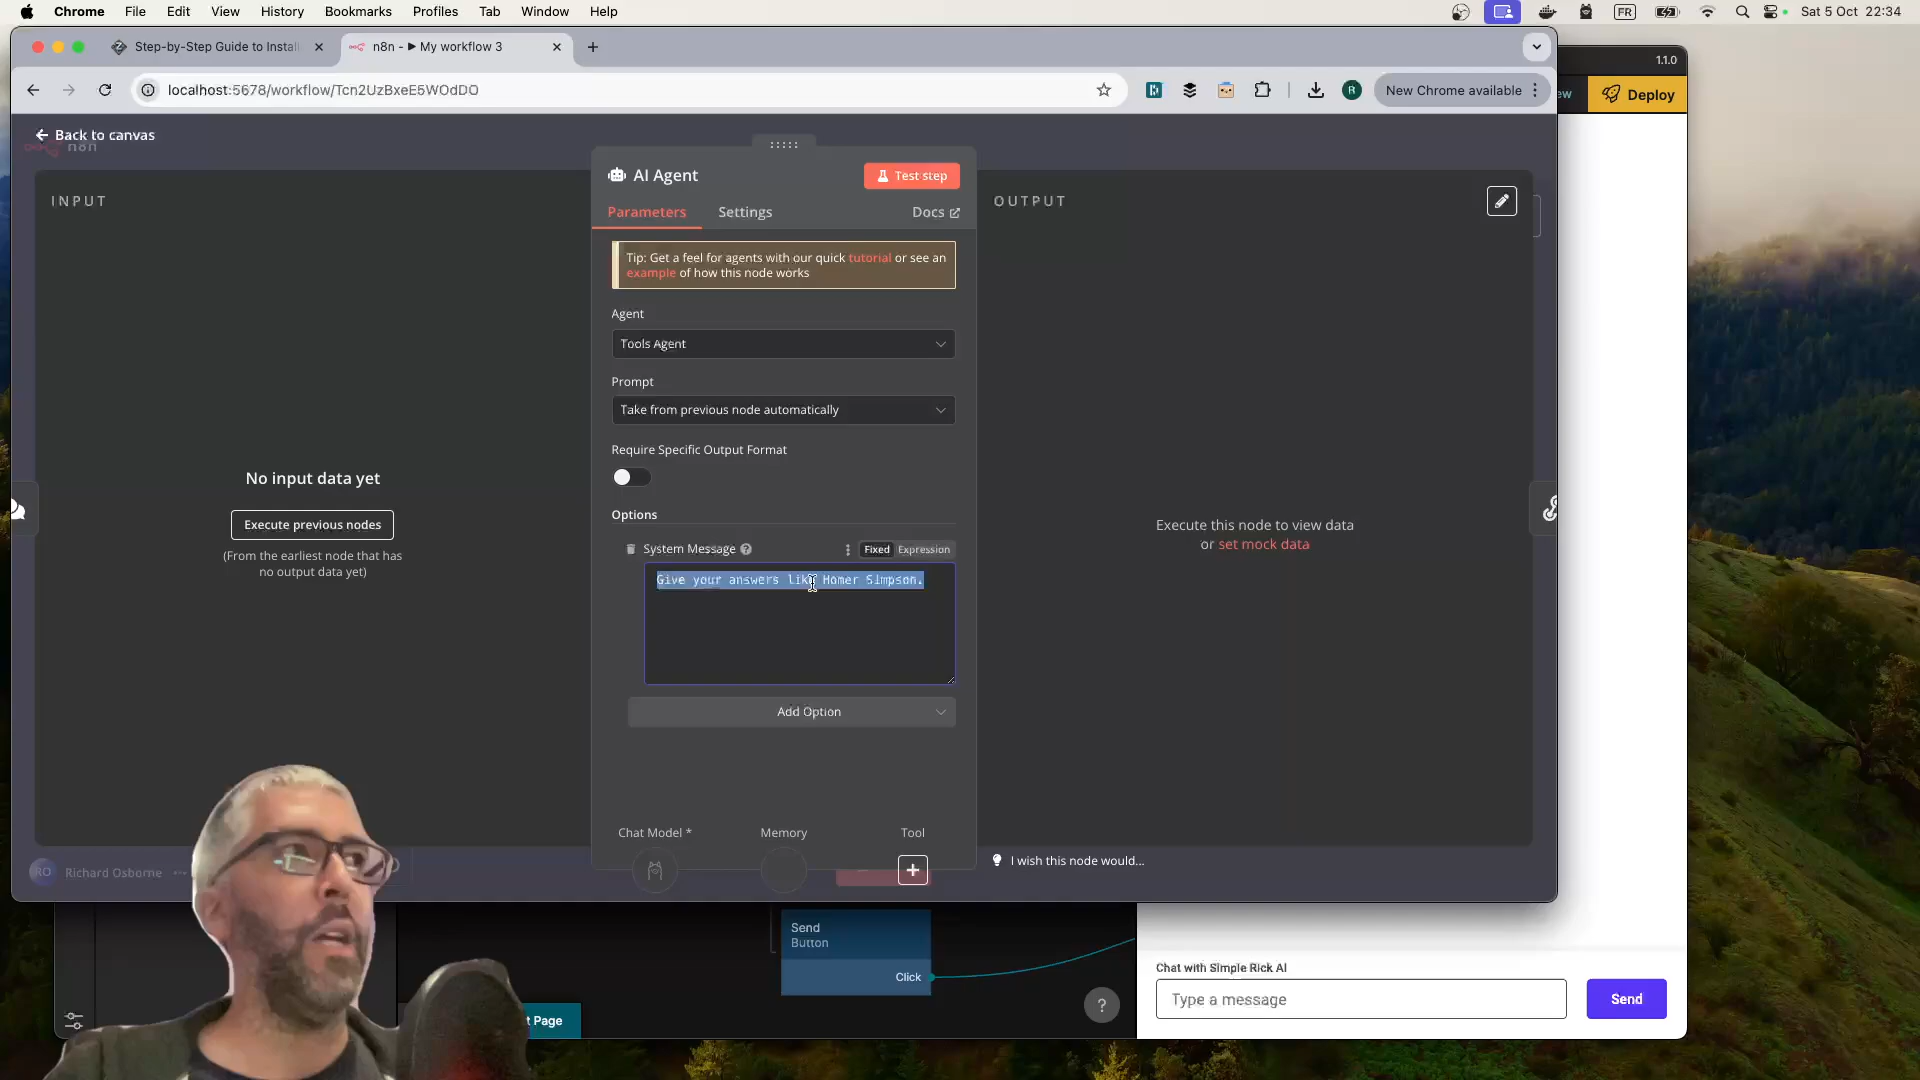 Chrome File Edit View History Bookmarks Profiles Tab Window Help FR Sat 5 Oct 22:34
Step-by-Step Guide to Instal
n8n - ▶ My workflow 3
1.1.0
localhost:5678/workflow/Tcn2UzBxeE5WOdDO
New Chrome available
ew
Deploy
Back to canvas
n8n
INPUT
AI Agent
Test step
OUTPUT
Parameters
Settings
Docs
Tip: Get a feel for agents with our quick tutorial or see an
example of how this node works
Agent
Tools Agent
Prompt
Take from previous node automatically
Require Specific Output Format
No input data yet
Execute previous nodes
(From the earliest node that has
no output data yet)
Options
System Message
Fixed
Expression
Give your answers like Homer Simpson.
Add Option
Execute this node to view data
or set mock data
Chat Model *
Memory
Tool
I wish this node would...
RO
Richard Osborne
Send
Button
Click
t Page
?
Chat with Simple Rick AI
Type a message
Send